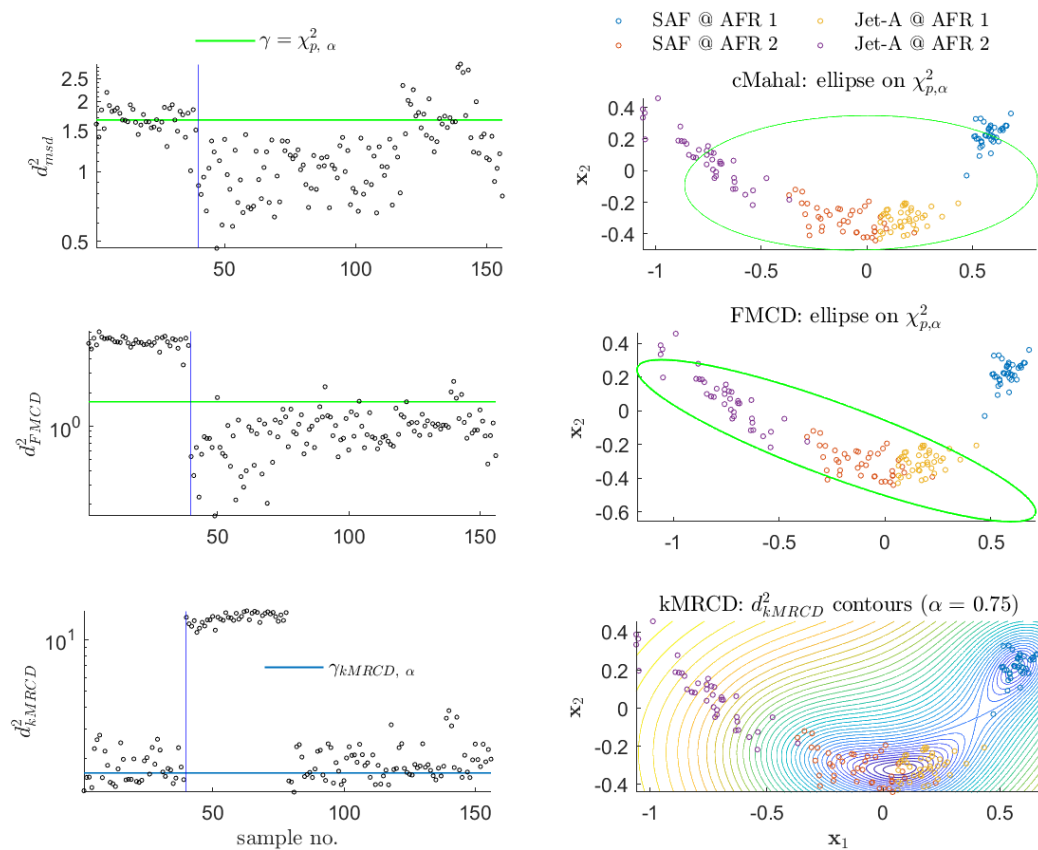 γ = χ²p, α
2.5
2
1.5
1
0.5
d²msd
50
100
150
SAF @ AFR 1
Jet-A @ AFR 1
SAF @ AFR 2
Jet-A @ AFR 2
cMahal: ellipse on χ²p,α
0.4
0.2
0
-0.2
-0.4
x₂
-1
-0.5
0
0.5
10⁰
d²FMCD
50
100
150
FMCD: ellipse on χ²p,α
0.4
0.2
0
-0.2
-0.4
-0.6
x₂
-1
-0.5
0
0.5
10¹
γkMRCD, α
d²kMRCD
50
100
150
sample no.
kMRCD: d²kMRCD contours (α = 0.75)
0.4
0.2
0
-0.2
-0.4
x₂
-1
-0.5
0
0.5
x₁